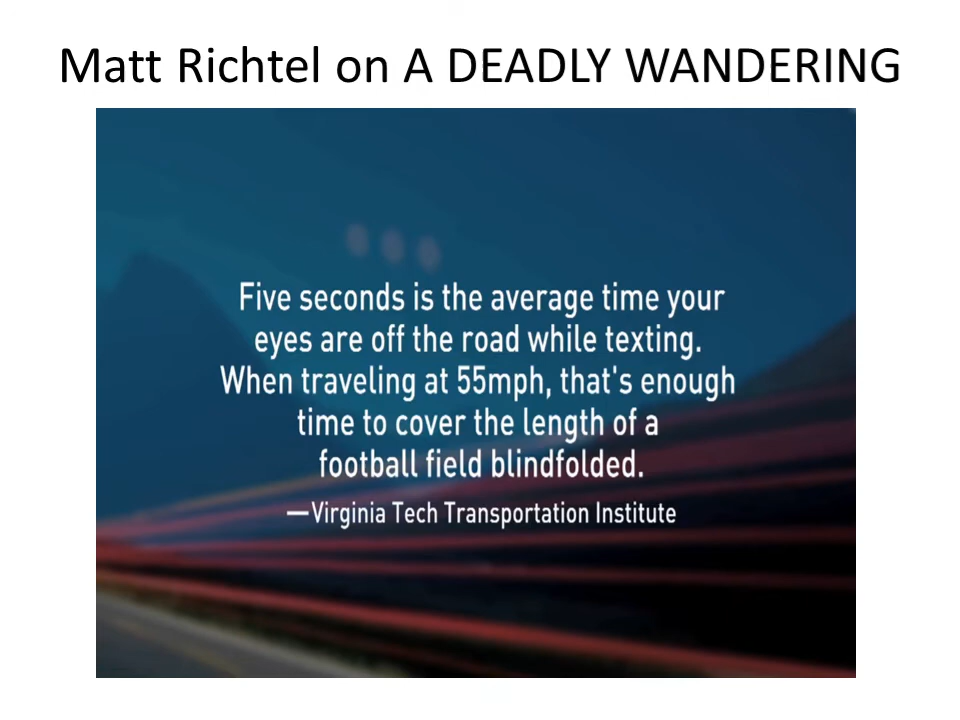 Matt Richtel on A DEADLY WANDERING
Five seconds is the average time your
eyes are off the road while texting.
When traveling at 55mph, that's enough
time to cover the length of a
football field blindfolded.
—Virginia Tech Transportation Institute